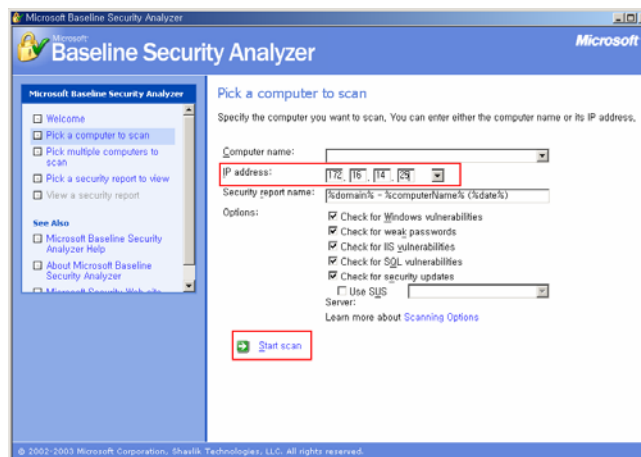 Microsoft Baseline Security Analyzer
Microsoft
Baseline Security Analyzer
Microsoft
Microsoft Baseline Security Analyzer
Welcome
Pick a computer to scan
Pick multiple computers to
scan
Pick a security report to view
View a security report
See Also
Microsoft Baseline Security
Analyzer Help
About Microsoft Baseline
Security Analyzer
Microsoft Security Web site
Pick a computer to scan
Specify the computer you want to scan, You can enter either the computer name or its IP address,
Computer name:
IP address: 172, 16, 14, 25
Security report name: %domain% - %computerName% (%date%)
Options:
Check for Windows vulnerabilities
Check for weak passwords
Check for IIS vulnerabilities
Check for SQL vulnerabilities
Check for security updates
Use SUS
Server:
Learn more about Scanning Options
Start scan
© 2002-2003 Microsoft Corporation, Shavlik Technologies, LLC. All rights reserved.